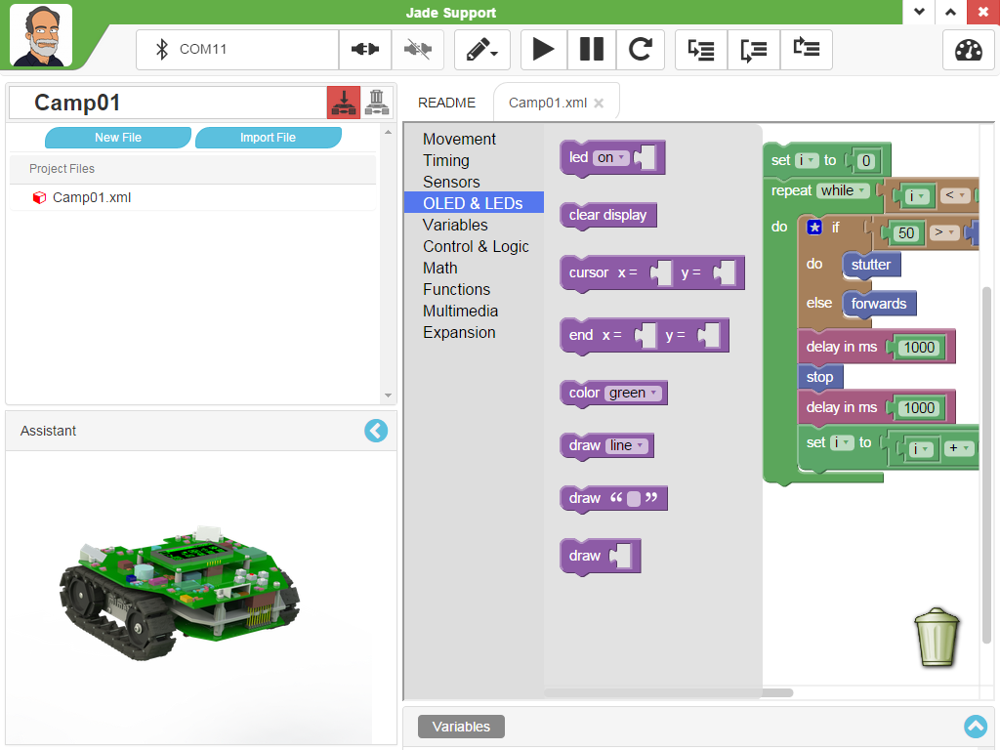 Jade Support
COM11
Camp01
New File
Import File
Project Files
Camp01.xml
Assistant
README
Camp01.xml
Movement
Timing
Sensors
OLED & LEDs
Variables
Control & Logic
Math
Functions
Multimedia
Expansion
led on
clear display
cursor x = y =
end x = y =
color green
draw line
draw “ ”
draw
set i to 0
repeat while i <
do if 50 >
do stutter
else forwards
delay in ms 1000
stop
delay in ms 1000
set i to i +
Variables